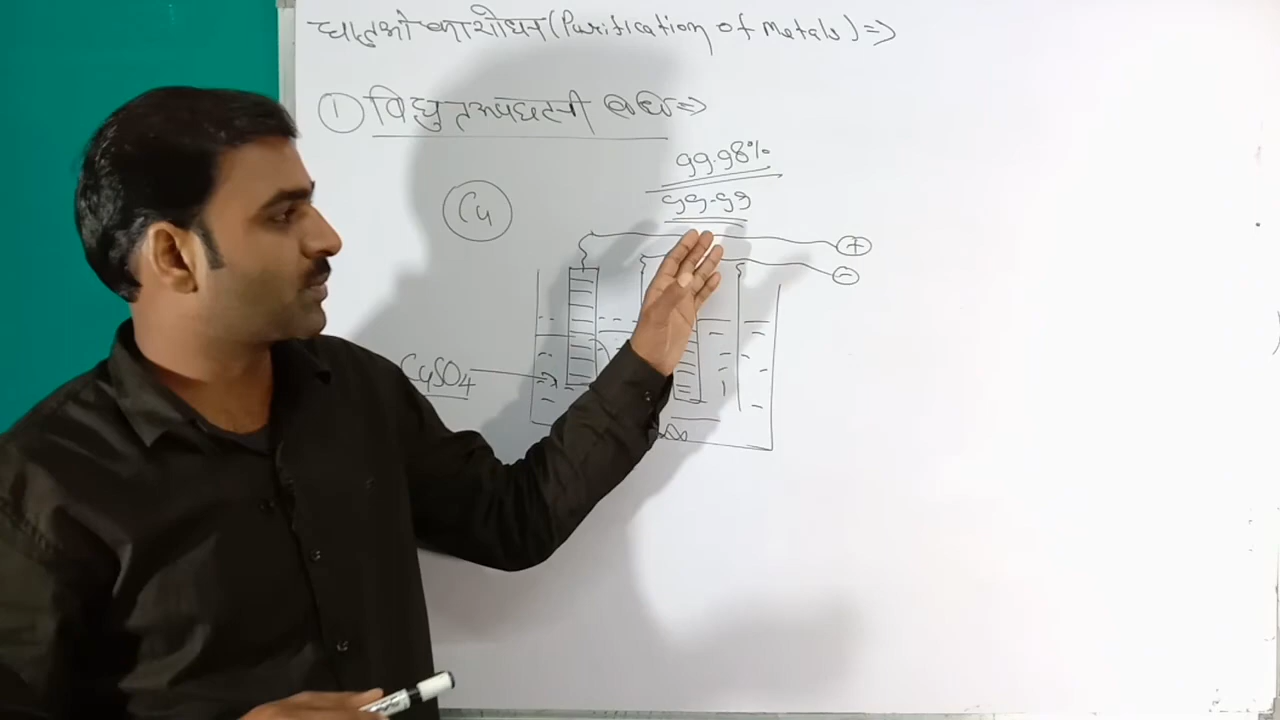 धातुओ का शोधन (Purification of Metals) =>
① विधुत अपघटनी बिधि =>
99.98%
99.99
Cu
+
-
CuSO4